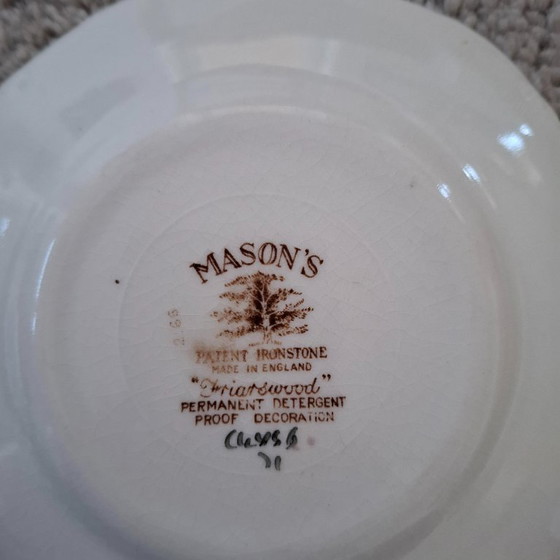 MASON'S
PATENT IRONSTONE
MADE IN ENGLAND
"Friarswood"
PERMANENT DETERGENT
PROOF DECORATION